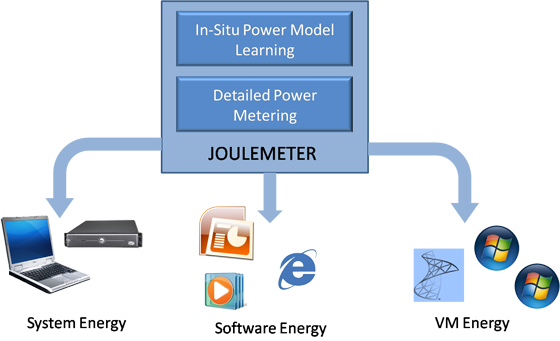 In-Situ Power Model
Learning
Detailed Power
Metering
JOULEMETER
System Energy
Software Energy
VM Energy